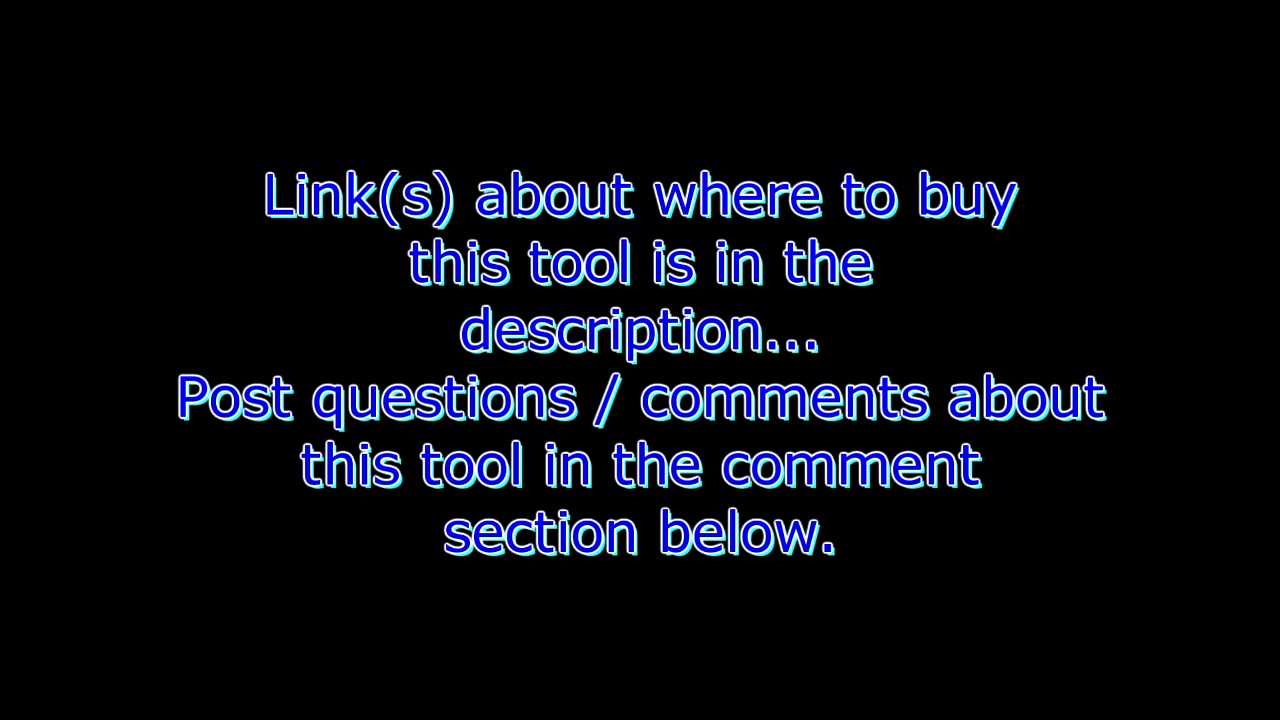 Link(s) about where to buy
this tool is in the
description...
Post questions / comments about
this tool in the comment
section below.